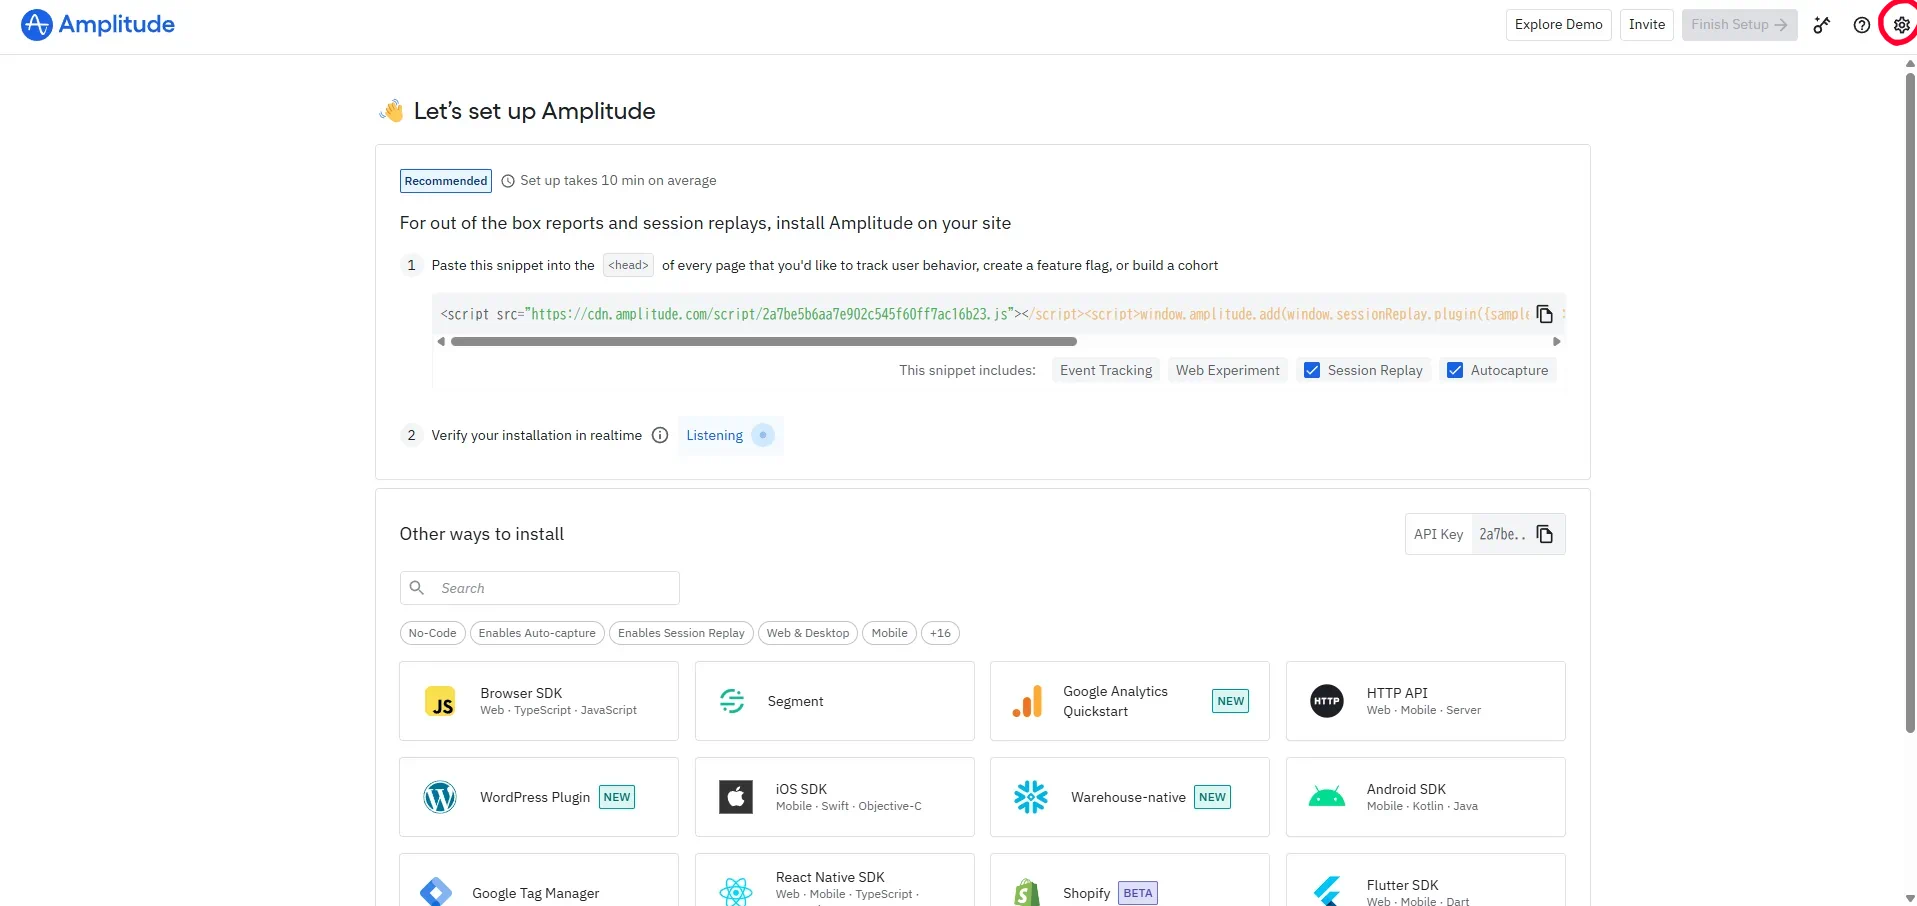 Amplitude
Explore Demo
Invite
Finish Setup
Let’s set up Amplitude
Recommended
Set up takes 10 min on average
For out of the box reports and session replays, install Amplitude on your site
1 Paste this snippet into the <head> of every page that you'd like to track user behavior, create a feature flag, or build a cohort
<script src="https://cdn.amplitude.com/script/2a7be5b6aa7e902c545f60ff7ac16b23.js"></script><script>window.amplitude.add(window.sessionReplay.plugin({sampl
This snippet includes: Event Tracking Web Experiment Session Replay Autocapture
2 Verify your installation in realtime Listening
Other ways to install
API Key 2a7be..
Search
No-Code Enables Auto-capture Enables Session Replay Web & Desktop Mobile +16
JS
Browser SDK
Web · TypeScript · JavaScript
Segment
Google Analytics
Quickstart
NEW
HTTP
HTTP API
Web · Mobile · Server
WordPress Plugin NEW
iOS SDK
Mobile · Swift · Objective-C
Warehouse-native NEW
Android SDK
Mobile · Kotlin · Java
Google Tag Manager
React Native SDK
Web · Mobile · TypeScript ·
Shopify BETA
Flutter SDK
Web · Mobile · Dart